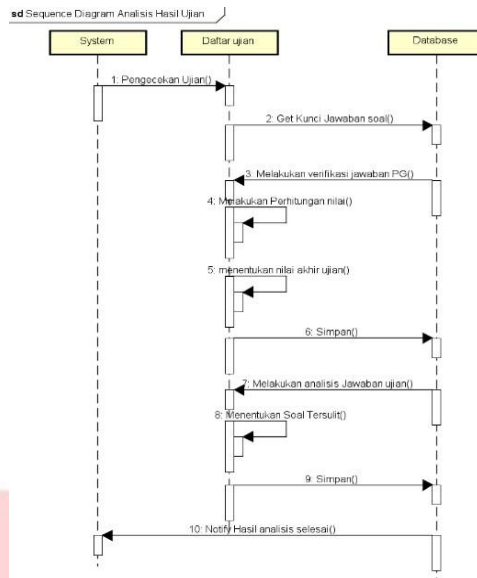 sd Sequence Diagram Analisis Hasil Ujian
System
Daftar ujian
Database
1: Pengecekan Ujian()
2: Get Kunci Jawaban soal()
3: Melakukan verifikasi jawaban PG()
4: Melakukan Perhitungan nilai()
5: menentukan nilai akhir ujian()
6: Simpan()
7: Melakukan analisis Jawaban ujian()
8: Menentukan Soal Tersulit()
9: Simpan()
10: Notify Hasil analisis selesai()